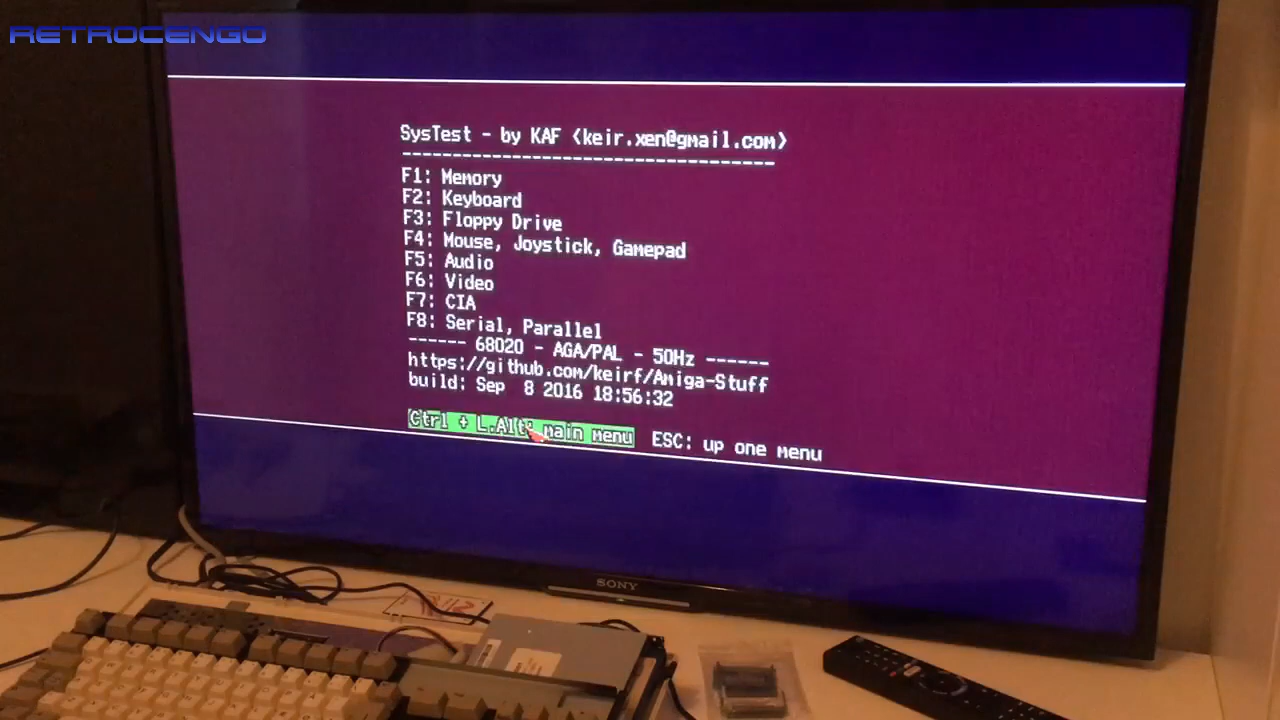 RETROCENGO
SysTest - by KAF <keir.xen@gmail.com>
-------------------------------------
F1: Memory
F2: Keyboard
F3: Floppy Drive
F4: Mouse, Joystick, Gamepad
F5: Audio
F6: Video
F7: CIA
F8: Serial, Parallel
------ 68020 - AGA/PAL - 50Hz ------
https://github.com/keirf/Amiga-Stuff
build: Sep  8 2016 18:56:32
Ctrl + L.Alt: main menu  ESC: up one menu
SONY